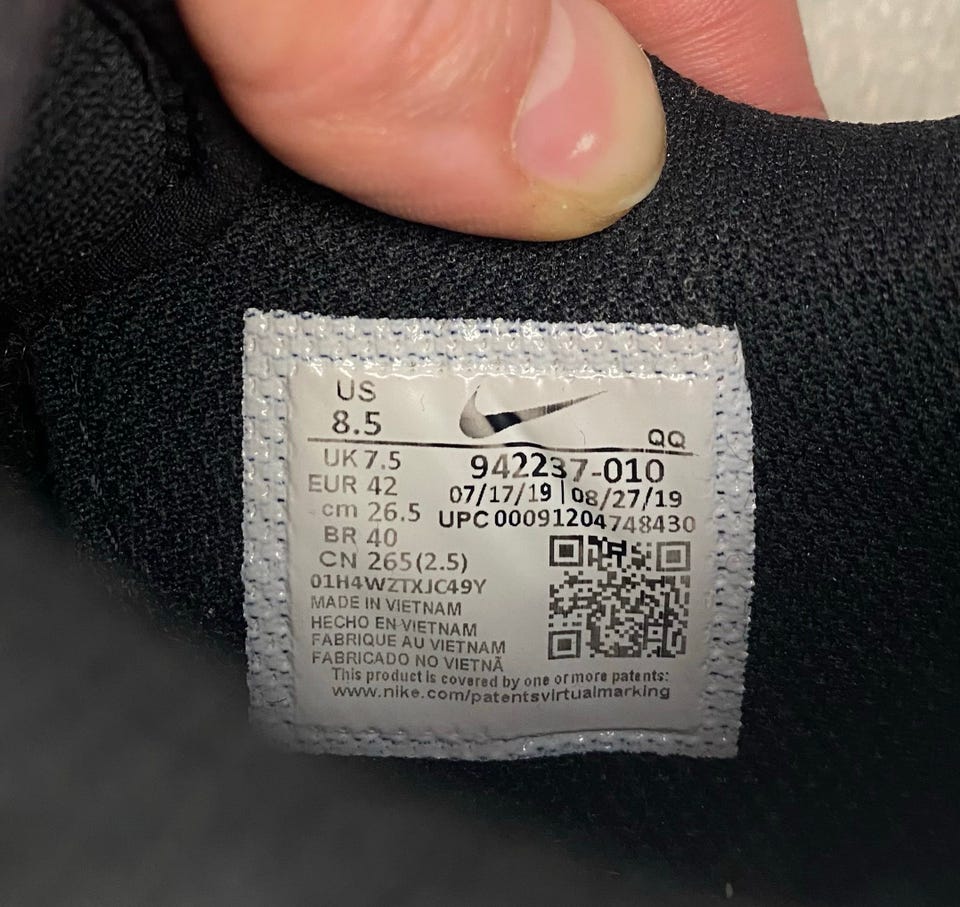 US
8.5
QQ
UK 7.5
942237-010
EUR 42
07/17/19 | 08/27/19
cm 26.5
UPC 00091204748430
BR 40
CN 265(2.5)
01H4WZTXJC49Y
MADE IN VIETNAM
HECHO EN VIETNAM
FABRIQUE AU VIETNAM
FABRICADO NO VIETNÃ
This product is covered by one or more patents:
www.nike.com/patentsvirtualmarking